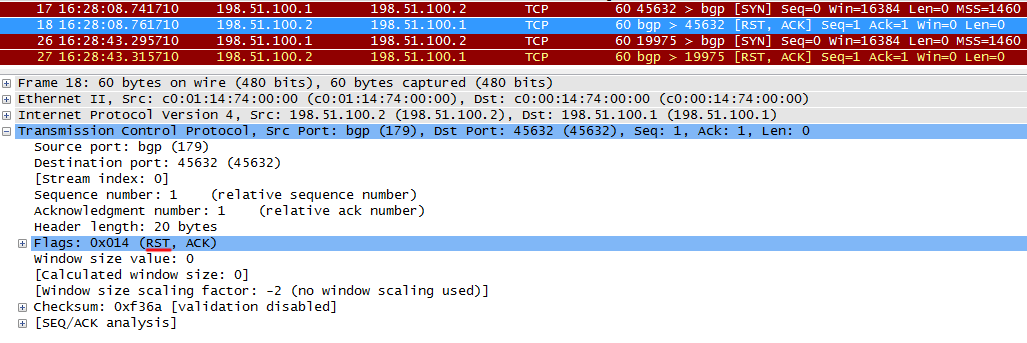 17 16:28:08.741710 198.51.100.1 198.51.100.2 TCP 60 45632 > bgp [SYN] Seq=0 Win=16384 Len=0 MSS=1460
18 16:28:08.761710 198.51.100.2 198.51.100.1 TCP 60 bgp > 45632 [RST, ACK] Seq=1 Ack=1 Win=0 Len=0
26 16:28:43.295710 198.51.100.1 198.51.100.2 TCP 60 19975 > bgp [SYN] Seq=0 Win=16384 Len=0 MSS=1460
27 16:28:43.315710 198.51.100.2 198.51.100.1 TCP 60 bgp > 19975 [RST, ACK] Seq=1 Ack=1 Win=0 Len=0
Frame 18: 60 bytes on wire (480 bits), 60 bytes captured (480 bits)
Ethernet II, Src: c0:01:14:74:00:00 (c0:01:14:74:00:00), Dst: c0:00:14:74:00:00 (c0:00:14:74:00:00)
Internet Protocol Version 4, Src: 198.51.100.2 (198.51.100.2), Dst: 198.51.100.1 (198.51.100.1)
Transmission Control Protocol, Src Port: bgp (179), Dst Port: 45632 (45632), Seq: 1, Ack: 1, Len: 0
Source port: bgp (179)
Destination port: 45632 (45632)
[Stream index: 0]
Sequence number: 1 (relative sequence number)
Acknowledgment number: 1 (relative ack number)
Header length: 20 bytes
Flags: 0x014 (RST, ACK)
Window size value: 0
[Calculated window size: 0]
[Window size scaling factor: -2 (no window scaling used)]
Checksum: 0xf36a [validation disabled]
[SEQ/ACK analysis]